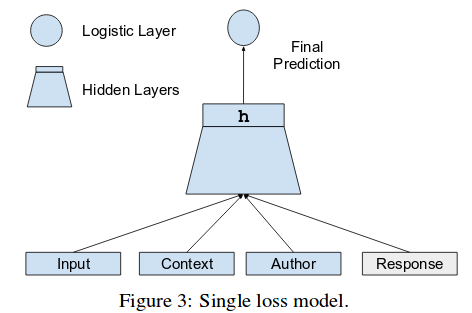 Logistic Layer
Final
Prediction
Hidden Layers
h
Input
Context
Author
Response
Figure 3: Single loss model.